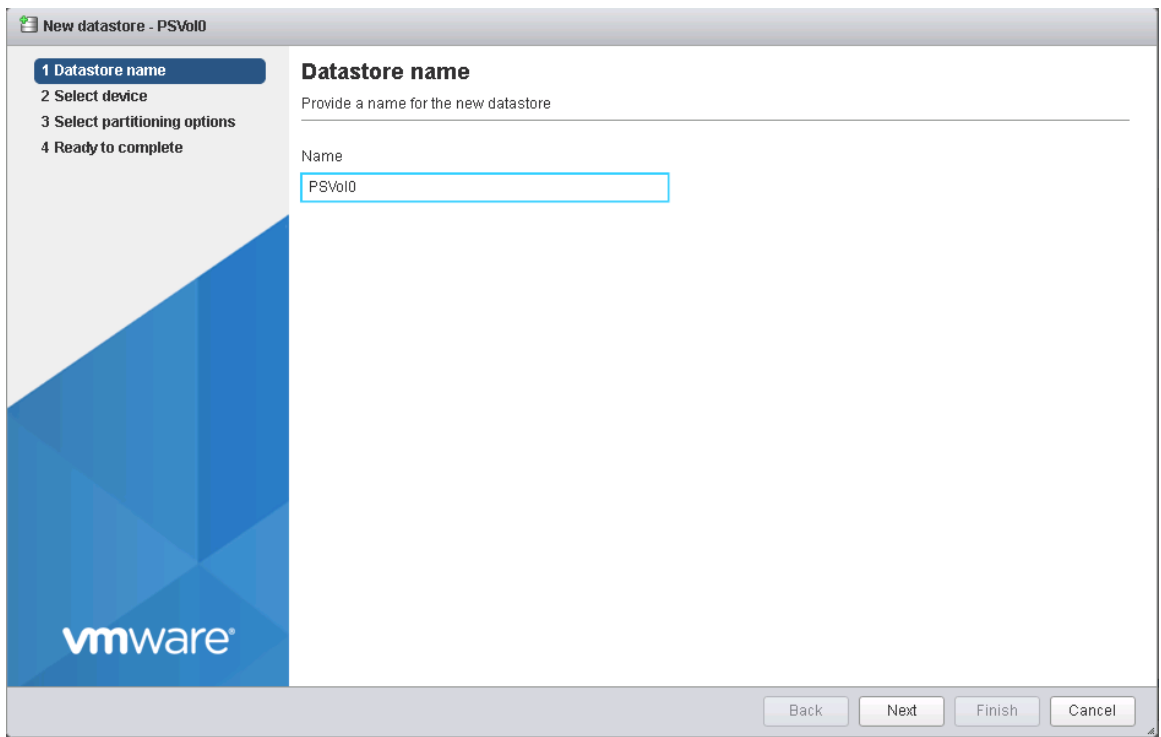 New datastore - PSVol0
1 Datastore name
2 Select device
3 Select partitioning options
4 Ready to complete
Datastore name
Provide a name for the new datastore
Name
PSVol0
vmware®
Back
Next
Finish
Cancel